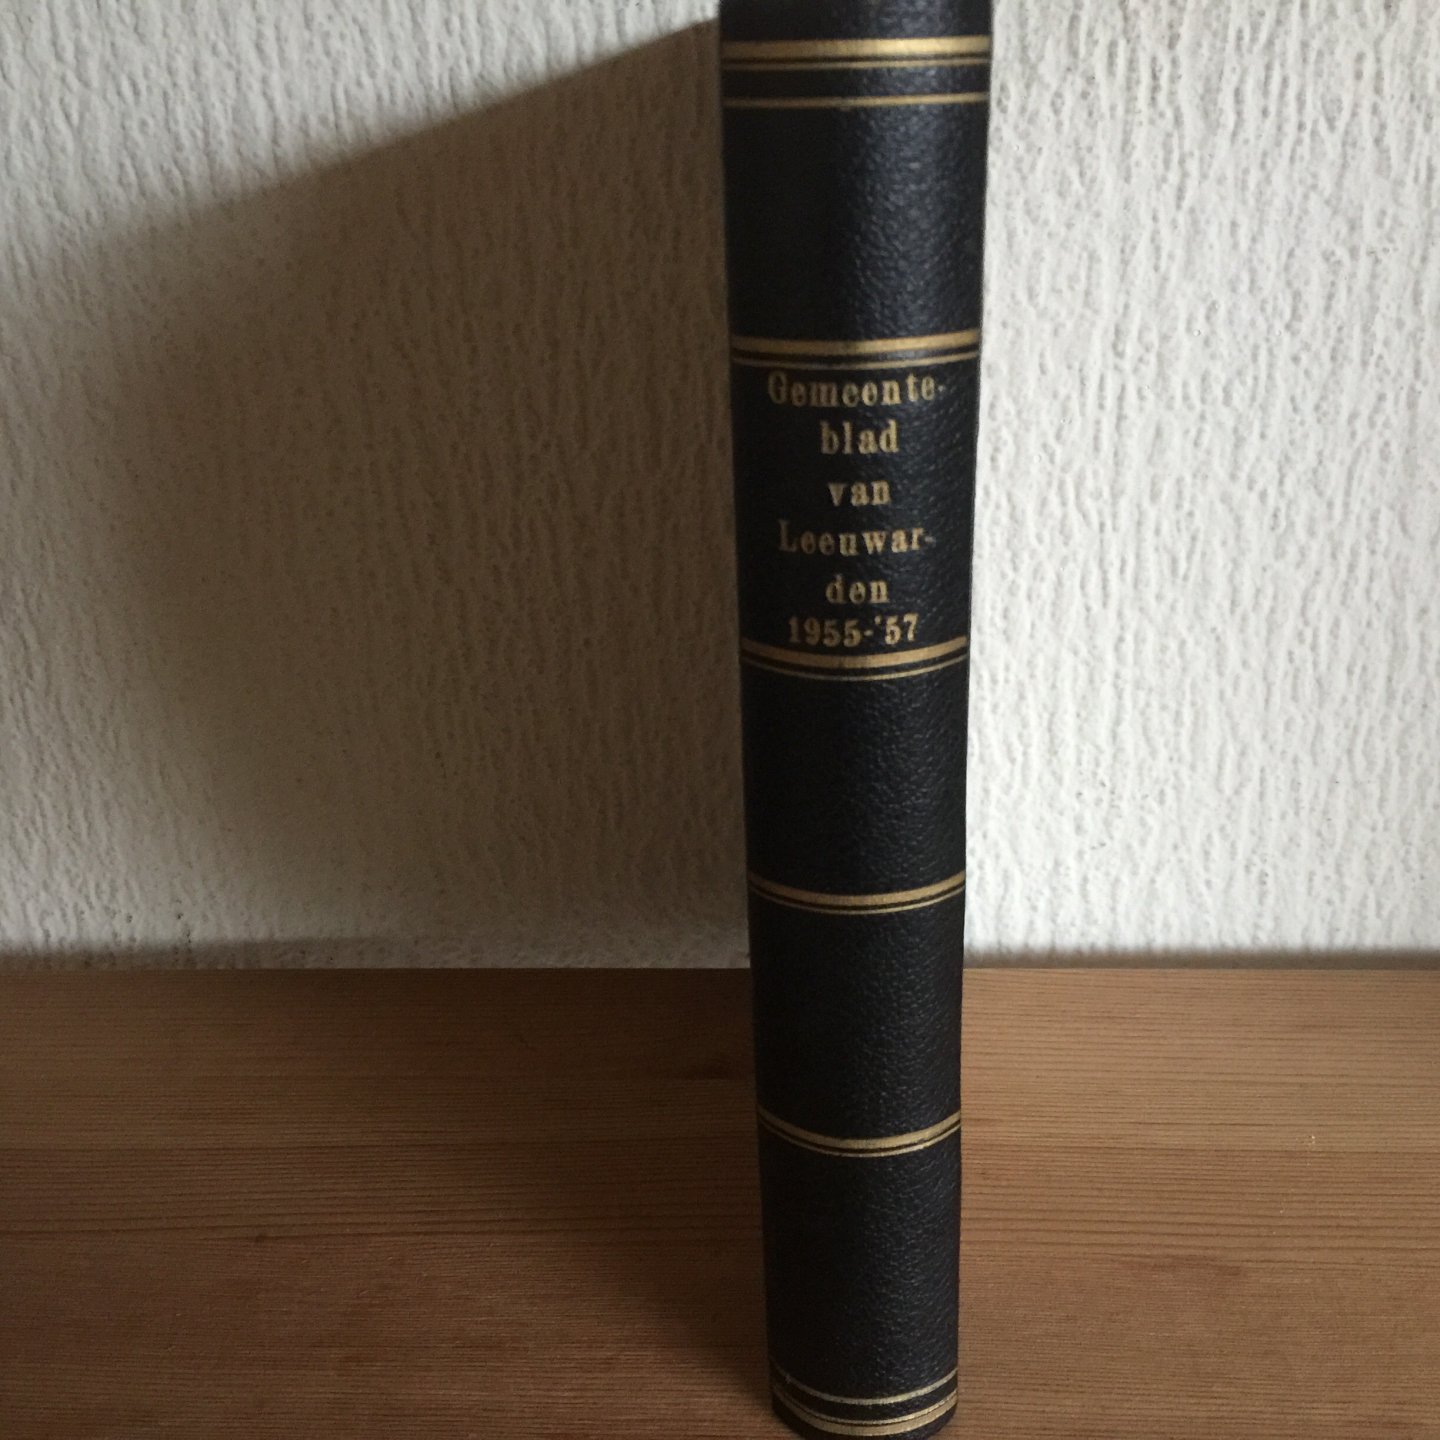 Gemeente-
blad
van
Leeuwar-
den
1955-'57